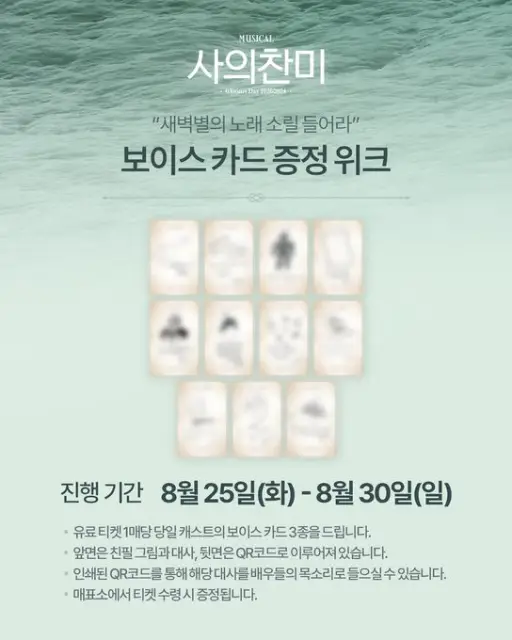 MUSICAL
사의찬미
“새벽별의 노래 소릴 들어라”
보이스 카드 증정 위크
진행 기간 8월 25일(화) - 8월 30일(일)
유료 티켓 1매당 당일 캐스트의 보이스 카드 3종을 드립니다.
앞면은 친필 그림과 대사, 뒷면은 QR코드로 이루어져 있습니다.
인쇄된 QR코드를 통해 해당 대사를 배우들의 목소리로 들으실 수 있습니다.
매표소에서 티켓 수령 시 증정됩니다.